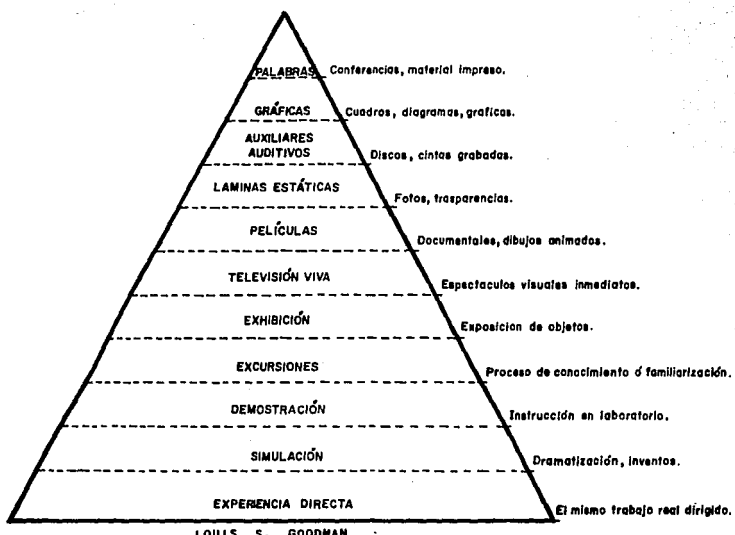 PALABRAS Conferencias, material impreso.
GRÁFICAS Cuadros, diagramas, graficas.
AUXILIARES
AUDITIVOS Discos, cintas grabadas.
LAMINAS ESTÁTICAS Fotos, trasparencias.
PELÍCULAS Documentales, dibujos animados.
TELEVISIÓN VIVA Espectaculos visuales inmediatos.
EXHIBICIÓN Exposicion de objetos.
EXCURSIONES Proceso de conocimiento ó familiarización.
DEMOSTRACIÓN Instrucción en laboratorio.
SIMULACIÓN Dramatización, inventos.
EXPERIENCIA DIRECTA El mismo trabajo real dirigido.
LOUIS S. GOODMAN